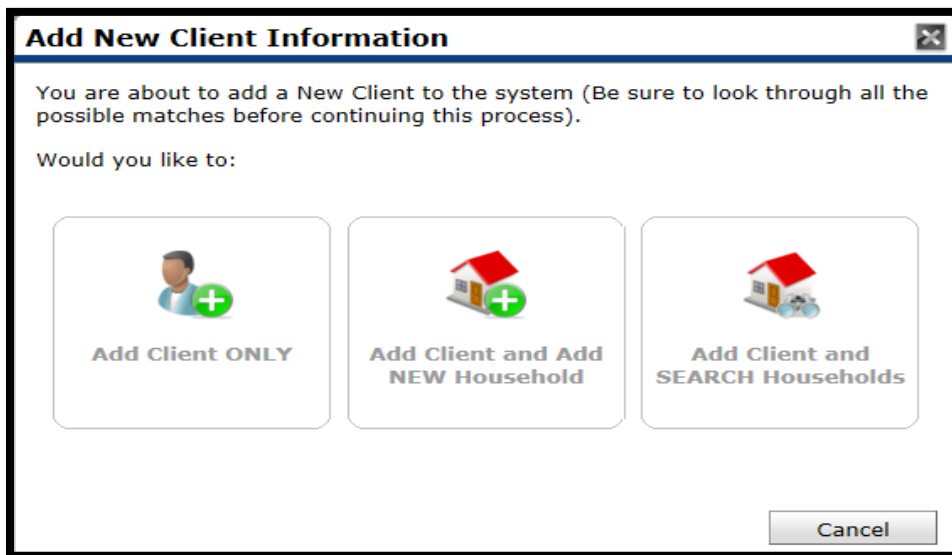 Add New Client Information
You are about to add a New Client to the system (Be sure to look through all the
possible matches before continuing this process).
Would you like to:
Add Client ONLY
Add Client and Add
NEW Household
Add Client and
SEARCH Households
Cancel